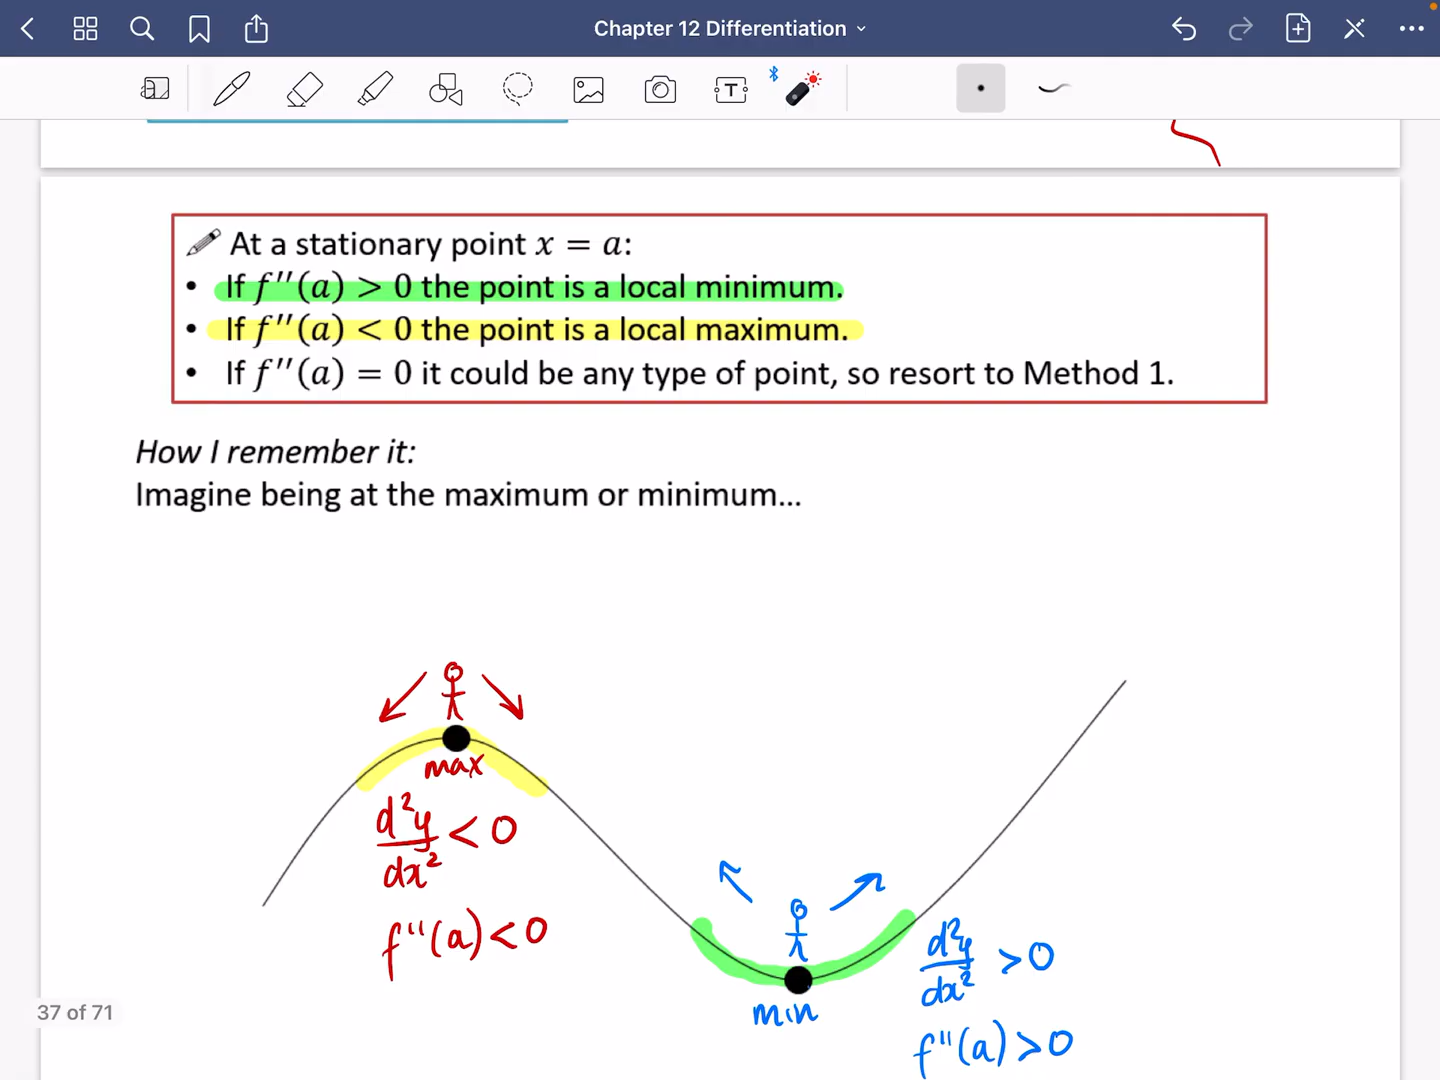 Chapter 12 Differentiation
T
At a stationary point x = a:
• If f′′(a) > 0 the point is a local minimum.
• If f′′(a) < 0 the point is a local maximum.
• If f′′(a) = 0 it could be any type of point, so resort to Method 1.
How I remember it:
Imagine being at the maximum or minimum...
max
d²y/dx² < 0
f''(a) < 0
min
d²y/dx² > 0
f''(a) > 0
37 of 71